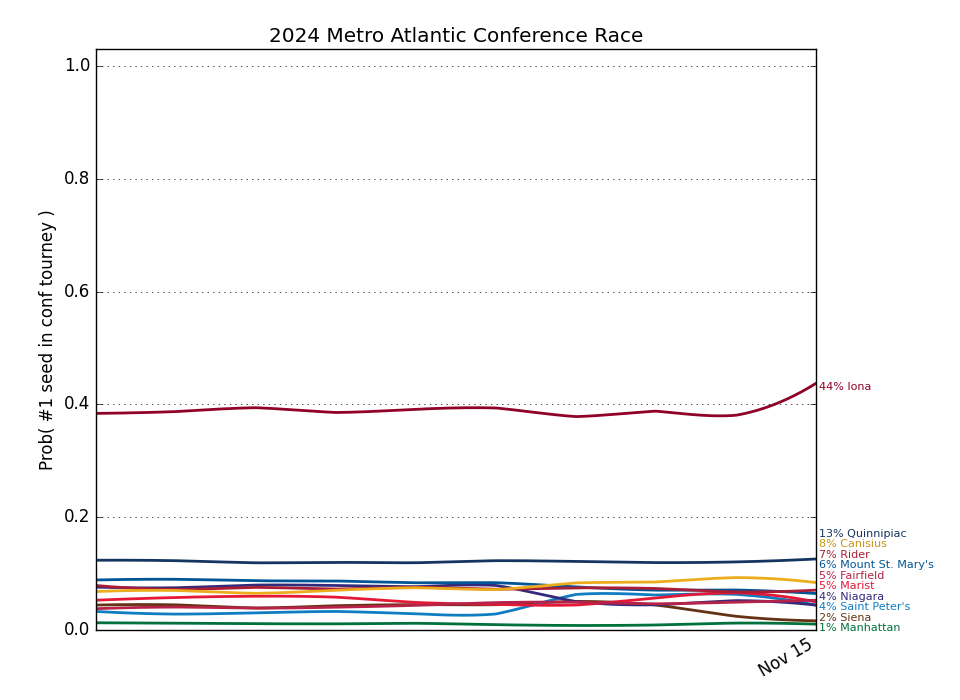 2024 Metro Atlantic Conference Race
Prob( #1 seed in conf tourney )
1.0
0.8
0.6
0.4
0.2
0.0
44% Iona
13% Quinnipiac
8% Canisius
7% Rider
6% Mount St. Mary's
5% Fairfield
5% Marist
4% Niagara
4% Saint Peter's
2% Siena
1% Manhattan
Nov 15